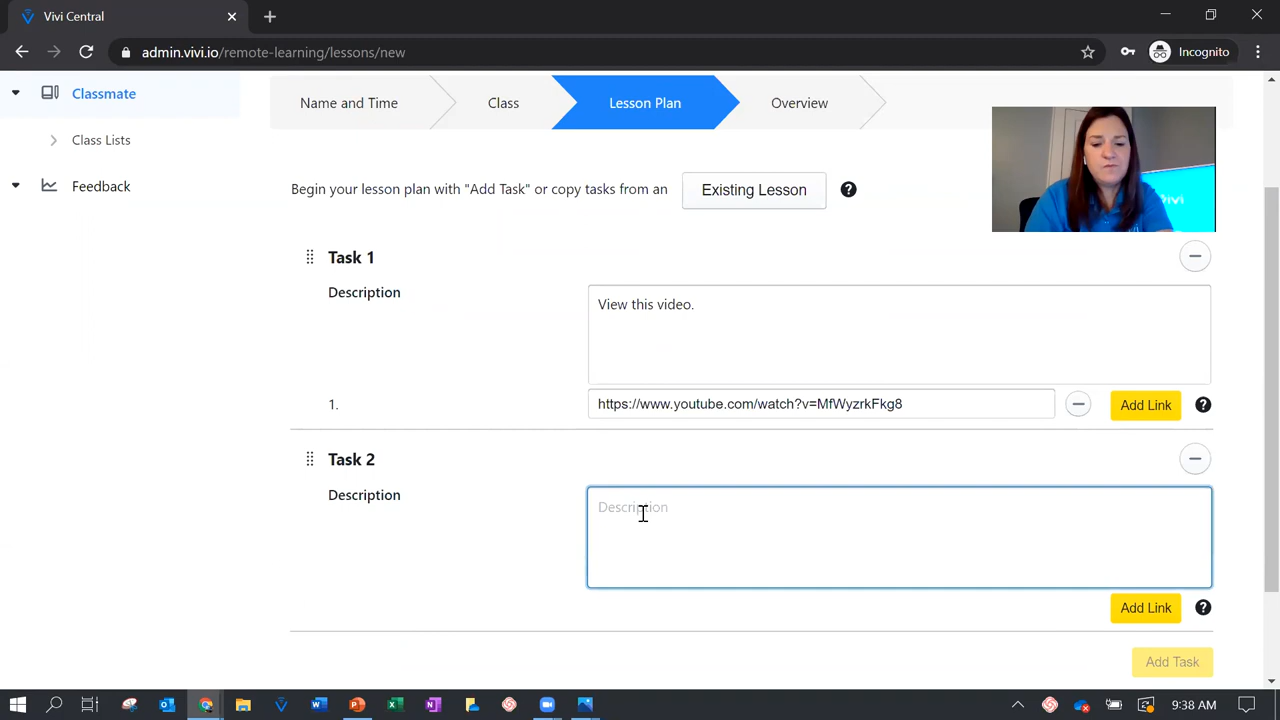 Vivi Central
admin.vivi.io/remote-learning/lessons/new
Incognito
Classmate
Class Lists
Feedback
Name and Time
Class
Lesson Plan
Overview
Begin your lesson plan with "Add Task" or copy tasks from an
Existing Lesson
?
vivi
Task 1
Description
View this video.
1.
https://www.youtube.com/watch?v=MfWyzrkFkg8
Add Link
?
Task 2
Description
Description
Add Link
?
Add Task
9:38 AM